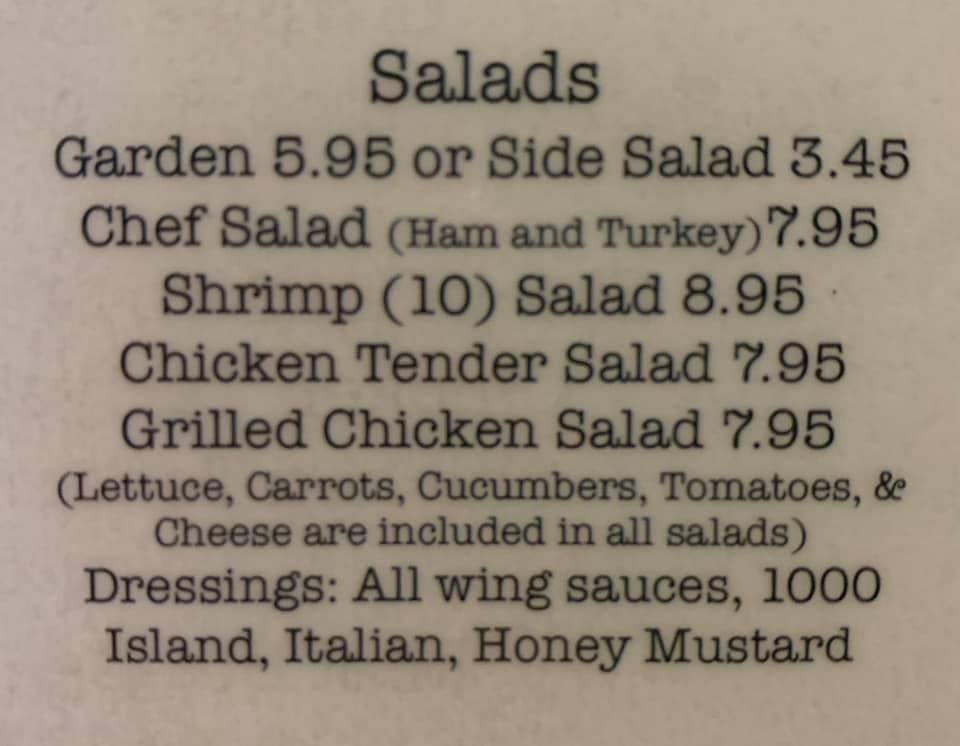 Salads
Garden 5.95 or Side Salad 3.45
Chef Salad (Ham and Turkey) 7.95
Shrimp (10) Salad 8.95
Chicken Tender Salad 7.95
Grilled Chicken Salad 7.95
(Lettuce, Carrots, Cucumbers, Tomatoes, &
Cheese are included in all salads)
Dressings: All wing sauces, 1000
Island, Italian, Honey Mustard